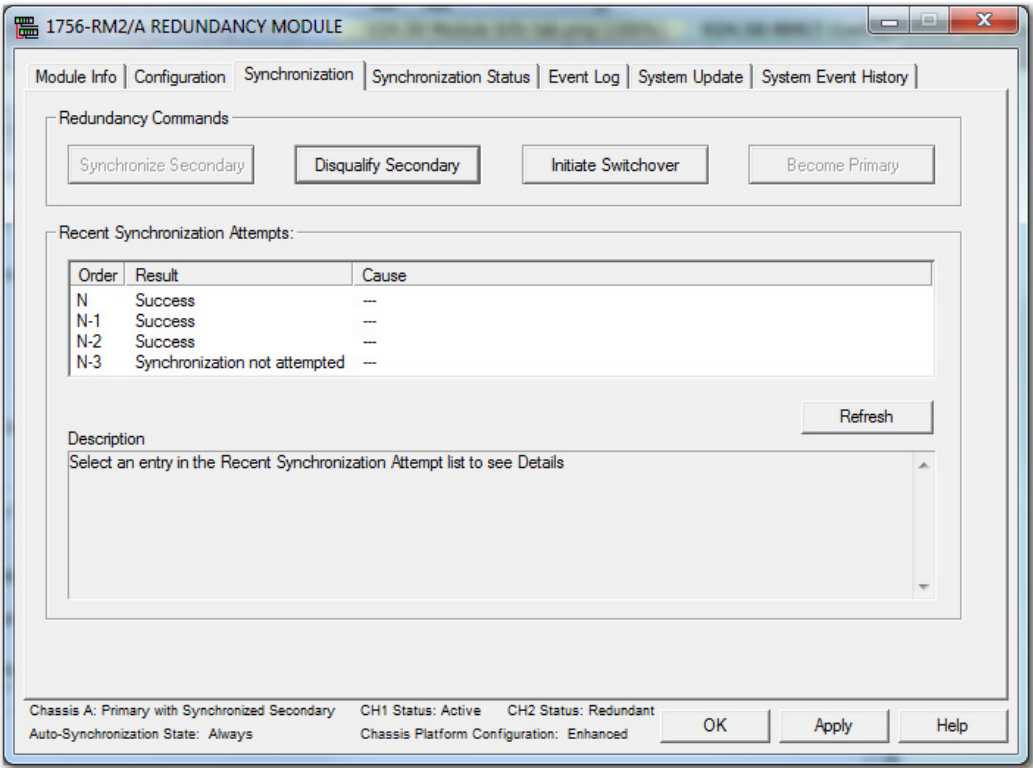 1756-RM2/A REDUNDANCY MODULE
Module Info Configuration Synchronization Synchronization Status Event Log System Update System Event History
Redundancy Commands
Synchronize Secondary Disqualify Secondary Initiate Switchover Become Primary
Recent Synchronization Attempts:
Order Result Cause
N Success ---
N-1 Success ---
N-2 Success ---
N-3 Synchronization not attempted ---
Refresh
Description
Select an entry in the Recent Synchronization Attempt list to see Details
Chassis A: Primary with Synchronized Secondary CH1 Status: Active CH2 Status: Redundant
Auto-Synchronization State: Always Chassis Platform Configuration: Enhanced
OK Apply Help